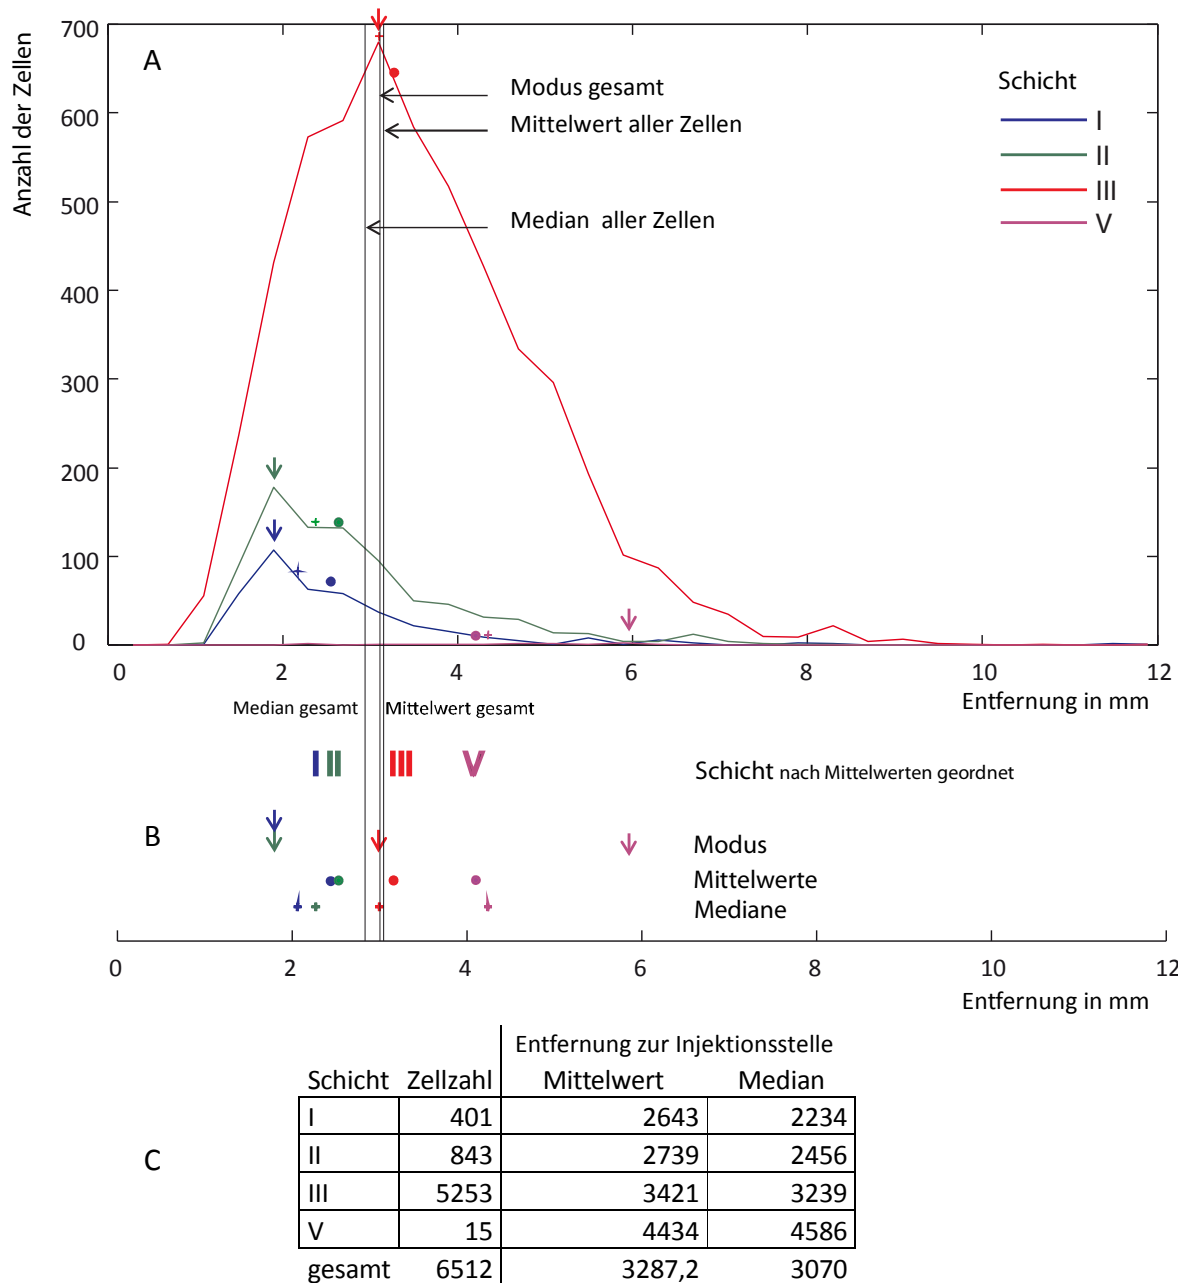 A
Anzahl der Zellen
700
600
500
400
300
200
100
0
Modus gesamt
Mittelwert aller Zellen
Median aller Zellen
Schicht
I
II
III
V
0 2 4 6 8 10 12
Entfernung in mm
Median gesamt Mittelwert gesamt
I II III V
Schicht nach Mittelwerten geordnet
B
Modus
Mittelwerte
Mediane
0 2 4 6 8 10 12
Entfernung in mm
C
Entfernung zur Injektionsstelle
Schicht Zellzahl Mittelwert Median
I 401 2643 2234
II 843 2739 2456
III 5253 3421 3239
V 15 4434 4586
gesamt 6512 3287,2 3070